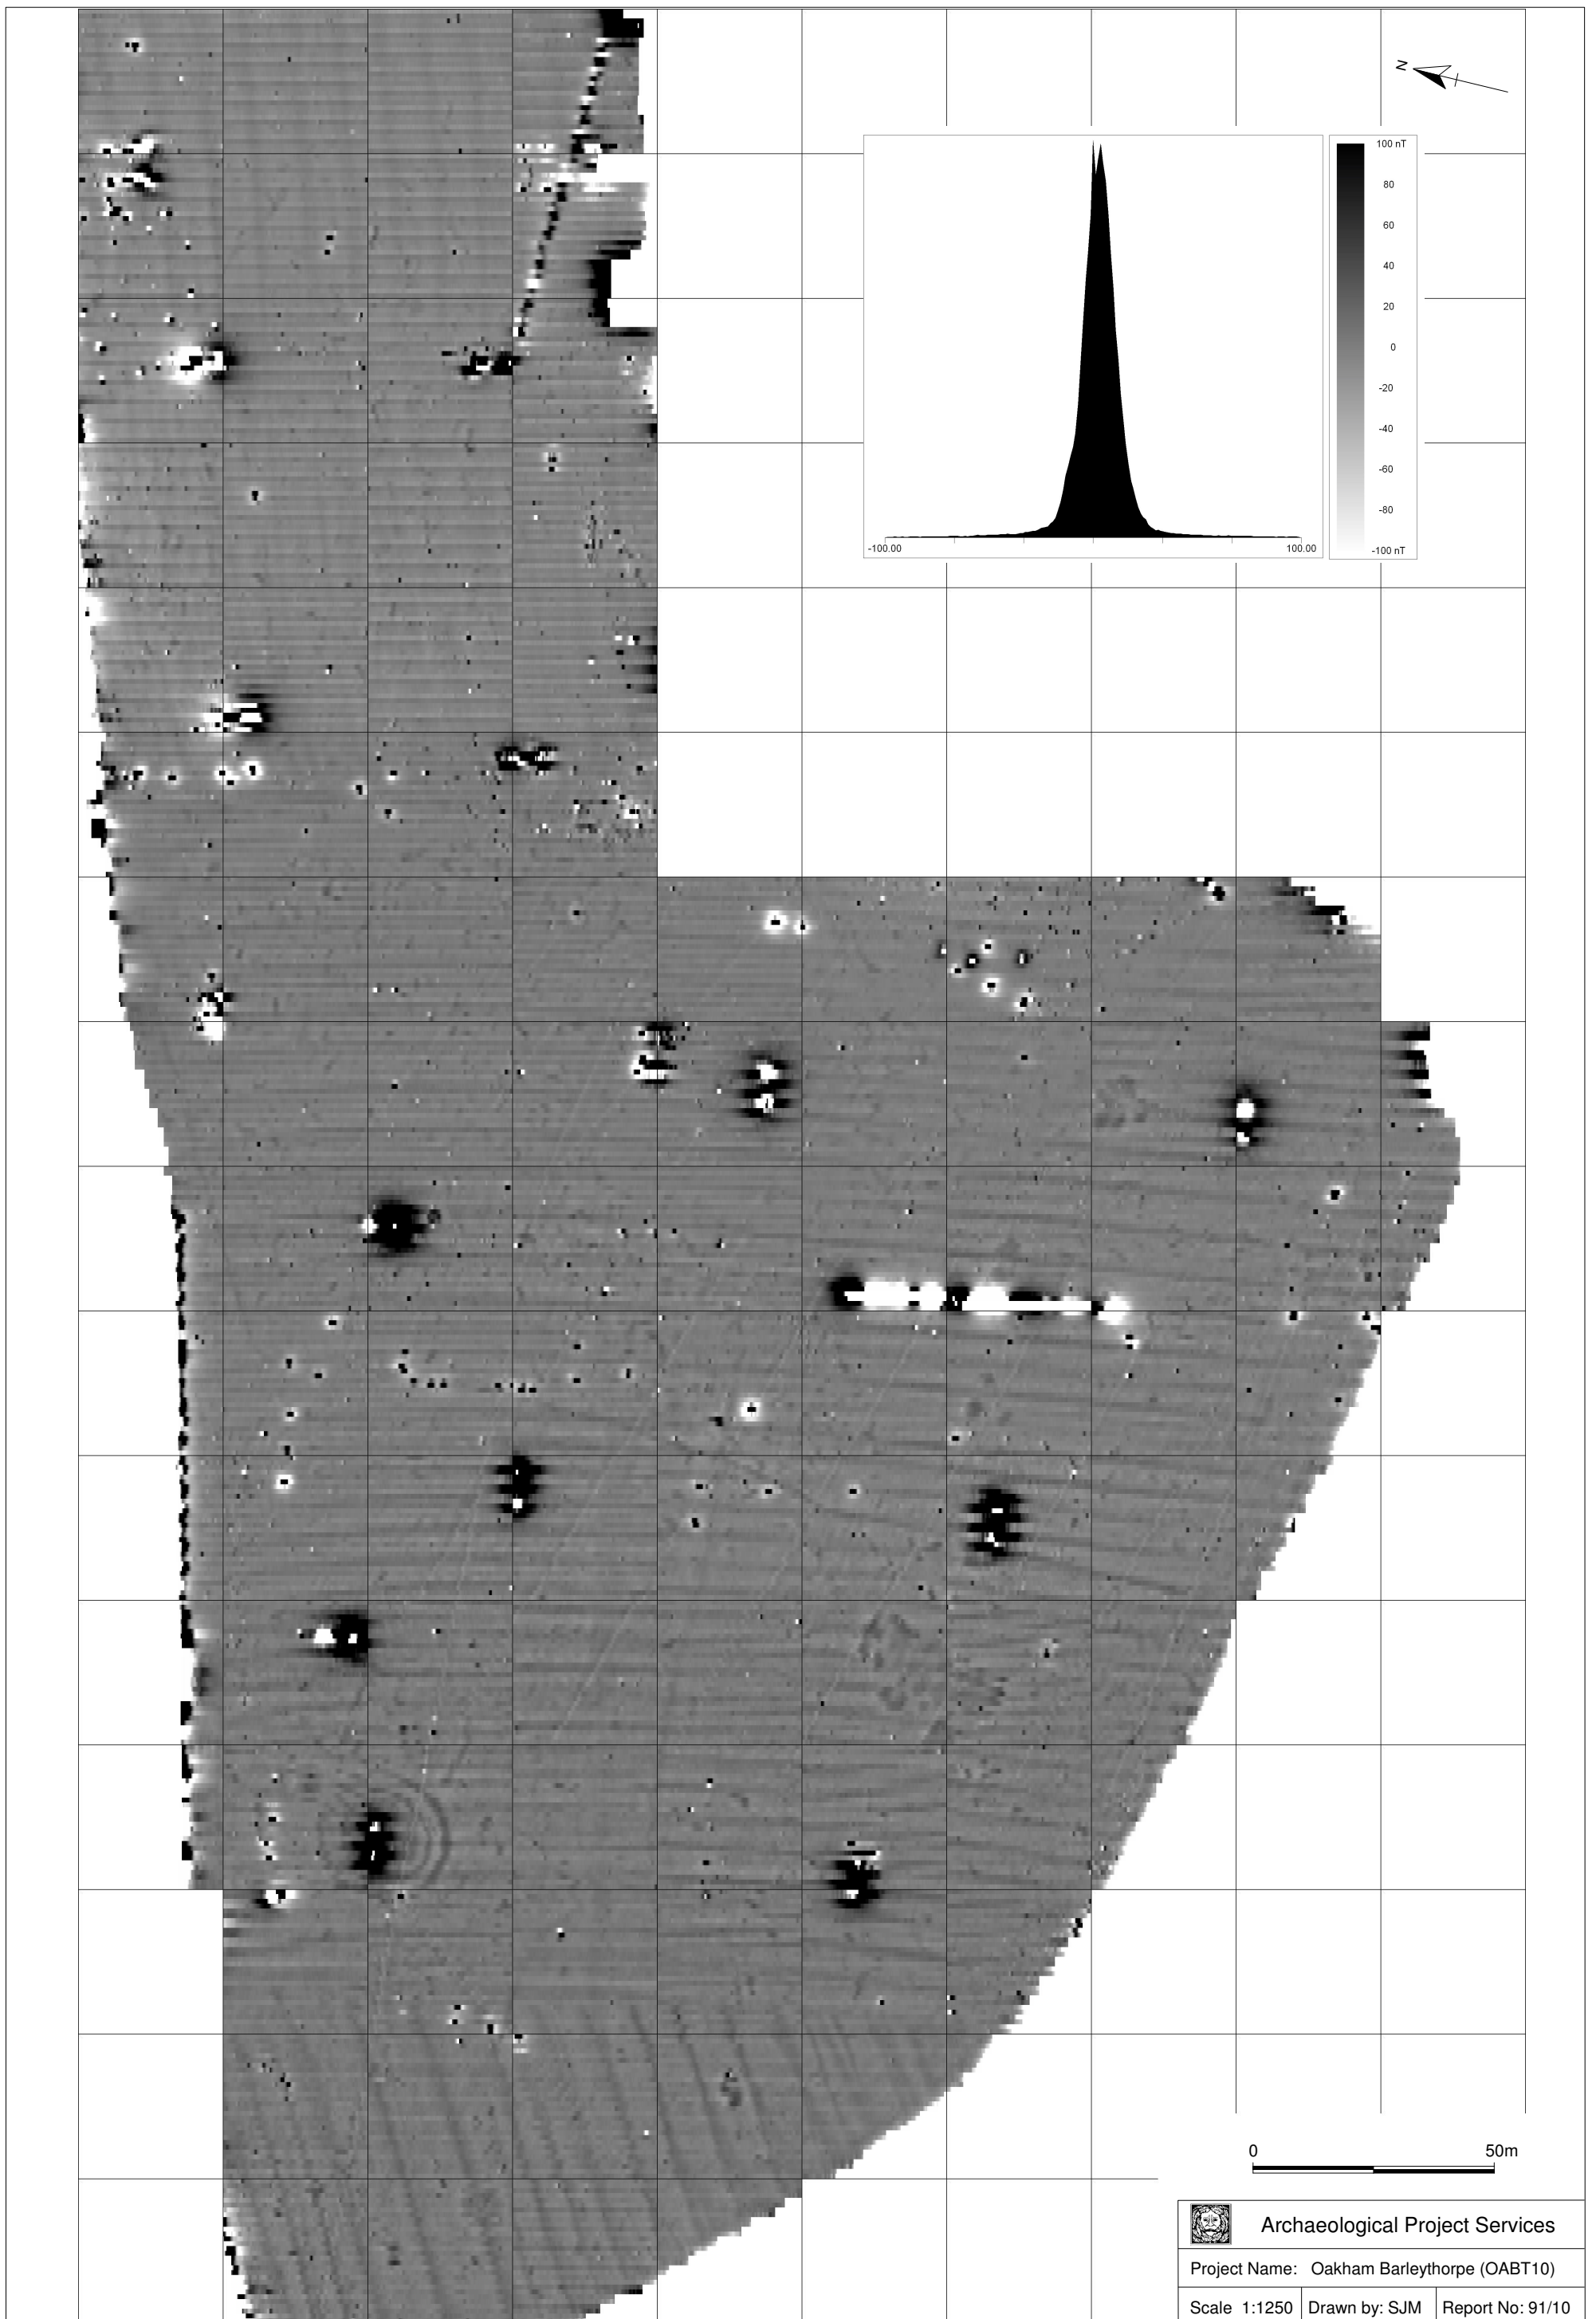 N
100 nT
80
60
40
20
0
-20
-40
-60
-80
-100 nT
-100.00 100.00
0 50m
Archaeological Project Services
Project Name: Oakham Barleythorpe (OABT10)
Scale 1:1250 Drawn by: SJM Report No: 91/10